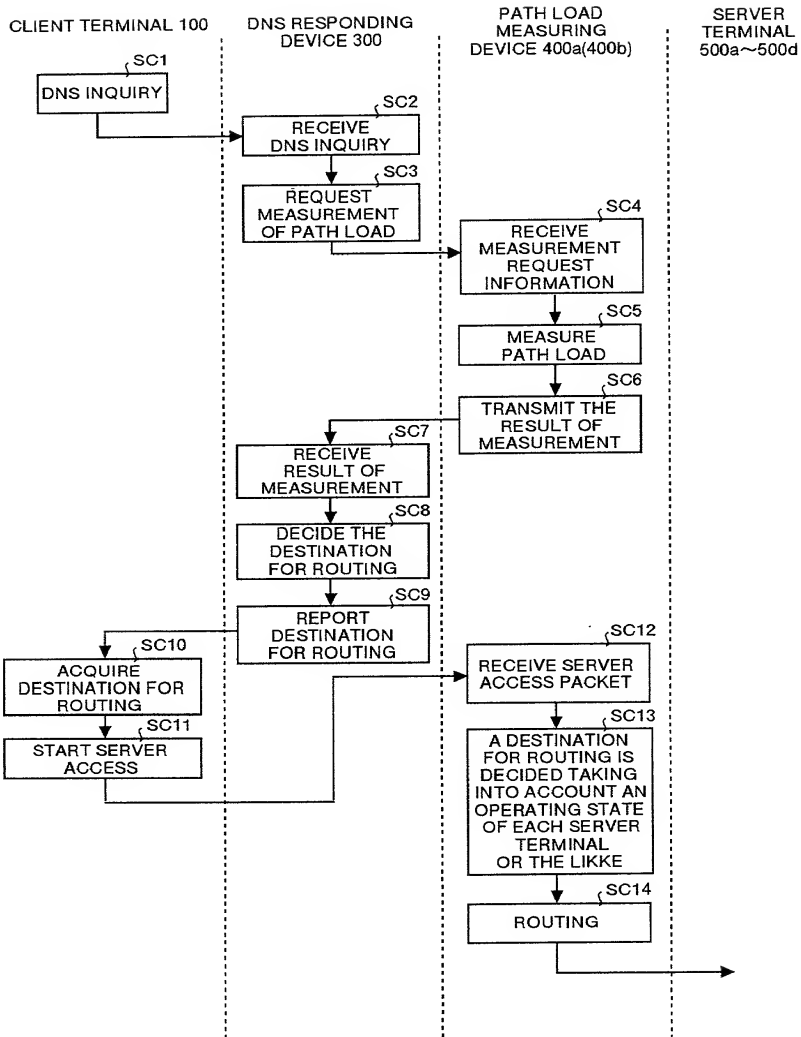 CLIENT TERMINAL 100
DNS RESPONDING
DEVICE 300
PATH LOAD
MEASURING
DEVICE 400a(400b)
SERVER
TERMINAL
500a~500d
SC1
DNS INQUIRY
SC2
RECEIVE
DNS INQUIRY
SC3
REQUEST
MEASUREMENT
OF PATH LOAD
SC4
RECEIVE
MEASUREMENT
REQUEST
INFORMATION
SC5
MEASURE
PATH LOAD
SC6
TRANSMIT THE
RESULT OF
MEASUREMENT
SC7
RECEIVE
RESULT OF
MEASUREMENT
SC8
DECIDE THE
DESTINATION
FOR ROUTING
SC9
REPORT
DESTINATION
FOR ROUTING
SC10
ACQUIRE
DESTINATION FOR
ROUTING
SC11
START SERVER
ACCESS
SC12
RECEIVE SERVER
ACCESS PACKET
SC13
A DESTINATION
FOR ROUTING IS
DECIDED TAKING
INTO ACCOUNT AN
OPERATING STATE
OF EACH SERVER
TERMINAL
OR THE LIKKE
SC14
ROUTING